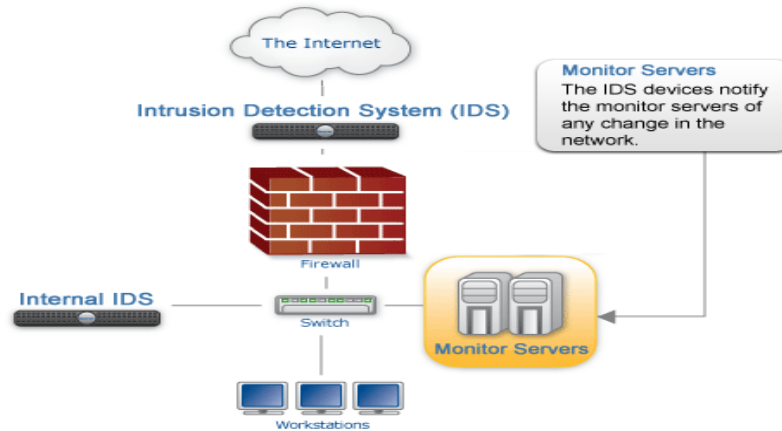 The Internet
Monitor Servers
The IDS devices notify
the monitor servers of
any change in the
network.
Intrusion Detection System (IDS)
Firewall
Internal IDS
Switch
Monitor Servers
Workstations